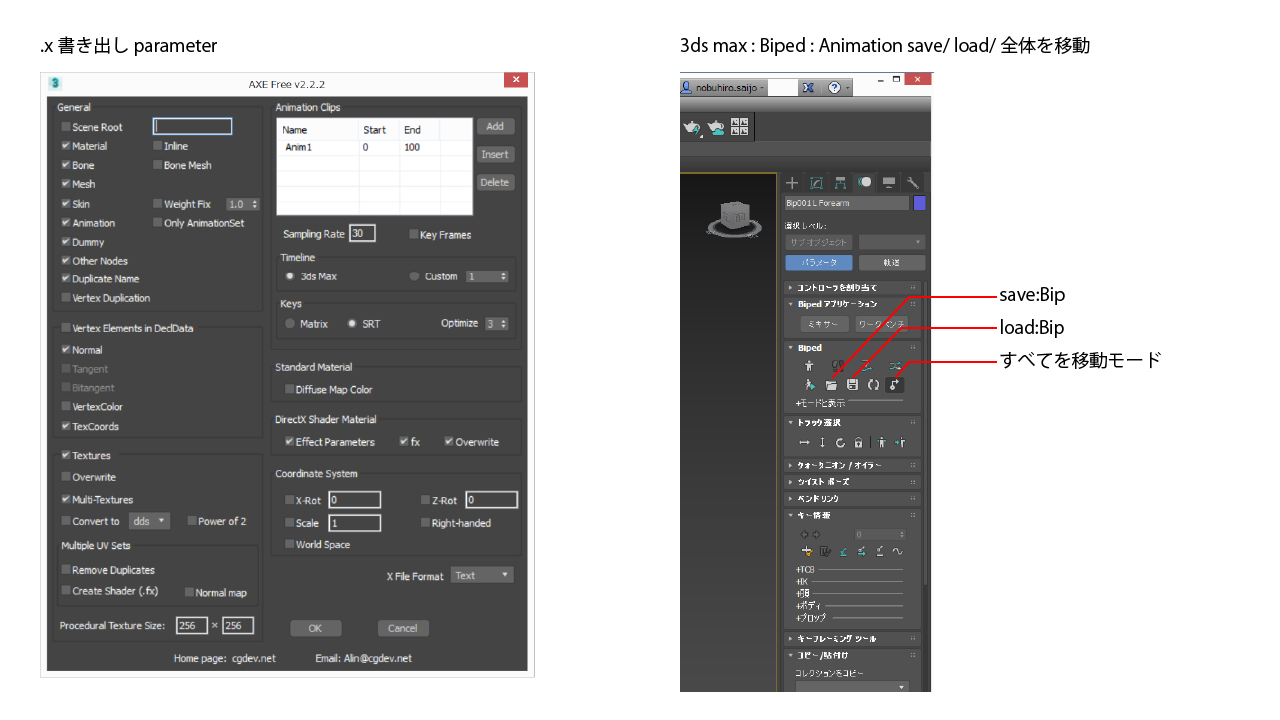 .x 書き出し parameter
AXE Free v2.2.2
General
Scene Root
Material
Inline
Bone
Bone Mesh
Mesh
Skin
Weight Fix
1.0
Animation
Only AnimationSet
Dummy
Other Nodes
Duplicate Name
Vertex Duplication
Vertex Elements in DeclData
Normal
Tangent
Bitangent
VertexColor
TexCoords
Textures
Overwrite
Multi-Textures
Convert to
dds
Power of 2
Multiple UV Sets
Remove Duplicates
Create Shader (.fx)
Normal map
Procedural Texture Size:
256
×
256
Animation Clips
Name Start End
Anim1 0 100
Add
Insert
Delete
Sampling Rate
30
Key Frames
Timeline
3ds Max
Custom
1
Keys
Matrix
SRT
Optimize
3
Standard Material
Diffuse Map Color
DirectX Shader Material
Effect Parameters
fx
Overwrite
Coordinate System
X-Rot
0
Z-Rot
0
Scale
1
Right-handed
World Space
X File Format
Text
OK
Cancel
Home page: cgdev.net
Email: Alin@cgdev.net
3ds max : Biped : Animation save/ load/ 全体を移動
nobuhiro.saijo
Bip001 L Forearm
選択レベル:
サブオブジェクト
パラメータ
軌道
コントローラを割り当て
Biped アプリケーション
ミキサー
ワークベンチ
Biped
+モードと表示
トラック選択
クォータニオン / オイラー
ツイスト ポーズ
ベンド リンク
キー情報
0
+TCB
+IK
+頭
+ボディ
+プロップ
キーフレーミング ツール
コピー/貼り付け
コレクションをコピー
save:Bip
load:Bip
すべてを移動モード